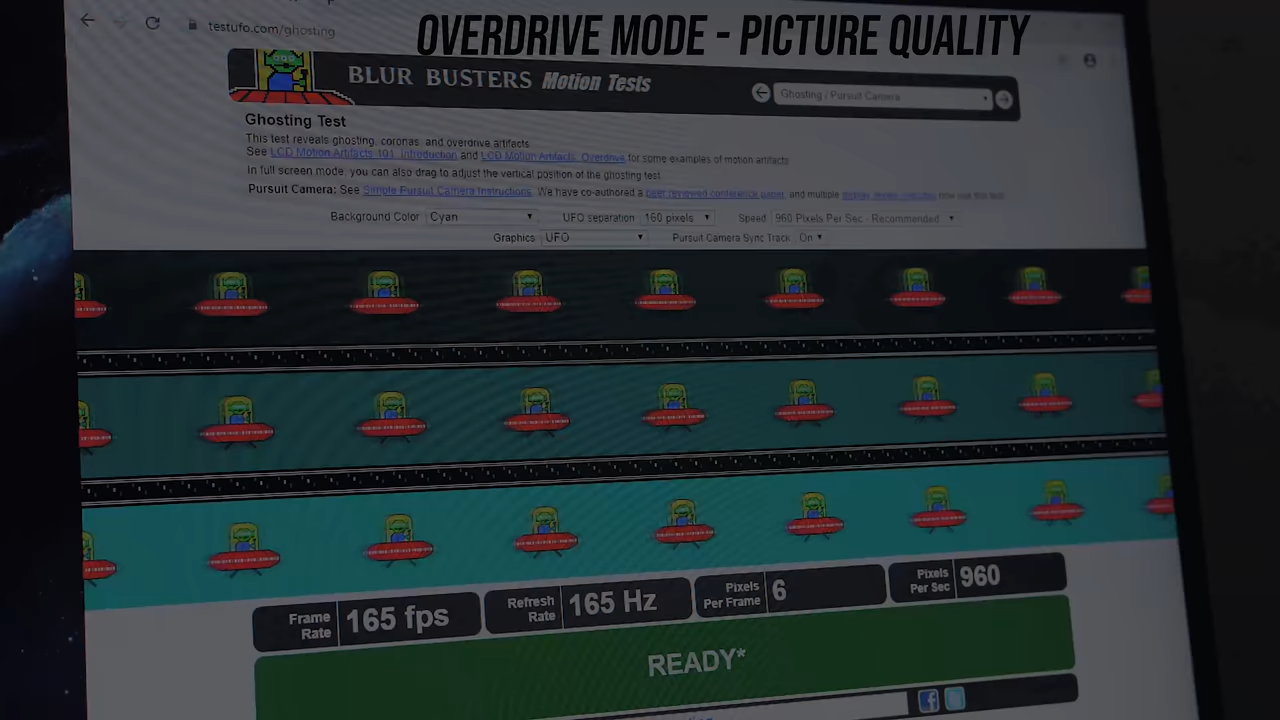 OVERDRIVE MODE - PICTURE QUALITY
testufo.com/ghosting
BLUR BUSTERS Motion Tests
Ghosting / Pursuit Camera
Ghosting Test
This test reveals ghosting, coronas, and overdrive artifacts.
See LCD Motion Artifacts 101: Introduction and LCD Motion Artifacts: Overdrive for some examples of motion artifacts
In full screen mode, you can also drag to adjust the vertical position of the ghosting test
Pursuit Camera: See Simple Pursuit Camera Instructions. We have co-authored a peer reviewed conference paper, and multiple use this test
Background Color Cyan UFO separation 160 pixels Speed 960 Pixels Per Sec - Recommended
Graphics UFO Pursuit Camera Sync Track: On
Frame Rate 165 fps Refresh Rate 165 Hz Pixels Per Frame 6 Pixels Per Sec 960
READY*